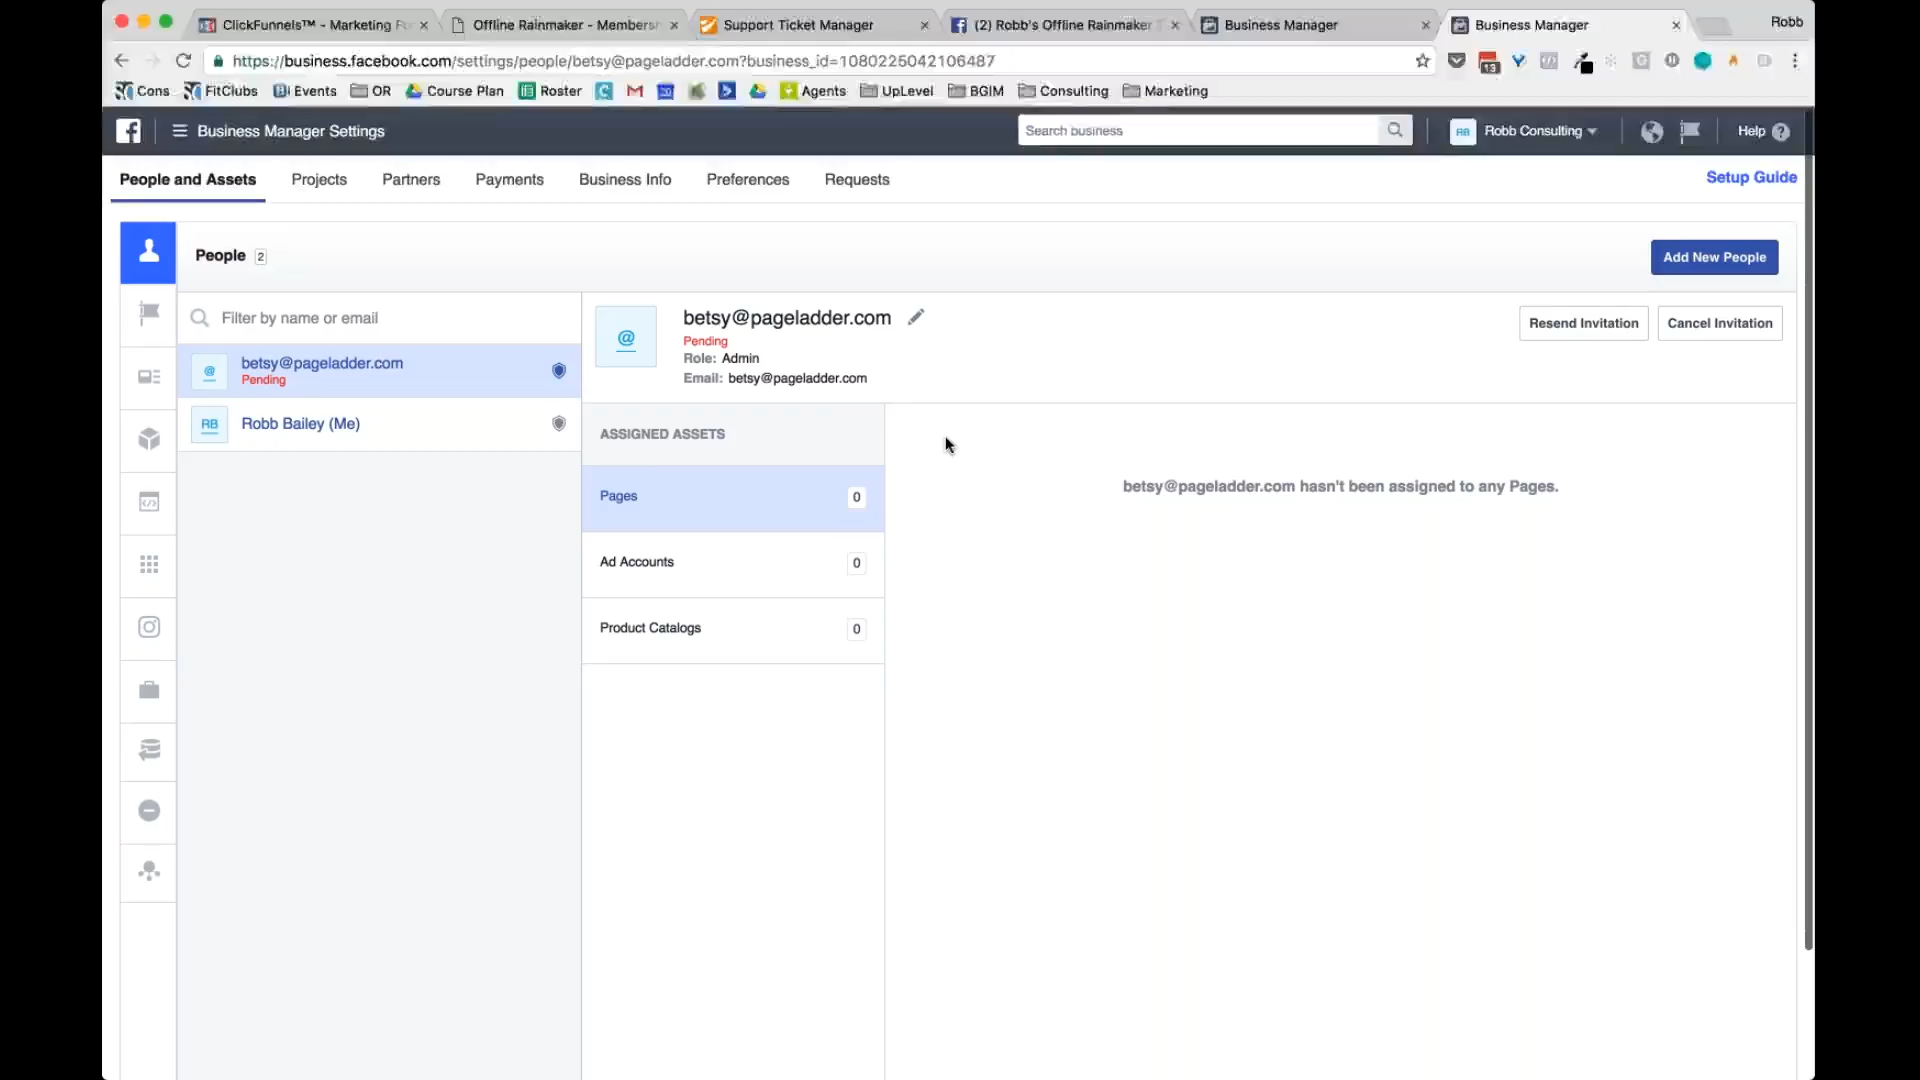 ClickFunnels™ - Marketing Fu
Offline Rainmaker - Members
Support Ticket Manager
(2) Robb's Offline Rainmaker
Business Manager
Business Manager
Robb
https://business.facebook.com/settings/people/betsy@pageladder.com?business_id=1080225042106487
13
Cons
FitClubs
Events
OR
Course Plan
Roster
Agents
UpLevel
BGIM
Consulting
Marketing
Business Manager Settings
Search business
RB
Robb Consulting
Help
People and Assets
Projects
Partners
Payments
Business Info
Preferences
Requests
Setup Guide
People 2
Add New People
Filter by name or email
@
betsy@pageladder.com
Pending
RB
Robb Bailey (Me)
@
betsy@pageladder.com
Pending
Role: Admin
Email: betsy@pageladder.com
Resend Invitation
Cancel Invitation
ASSIGNED ASSETS
Pages 0
Ad Accounts 0
Product Catalogs 0
betsy@pageladder.com hasn't been assigned to any Pages.